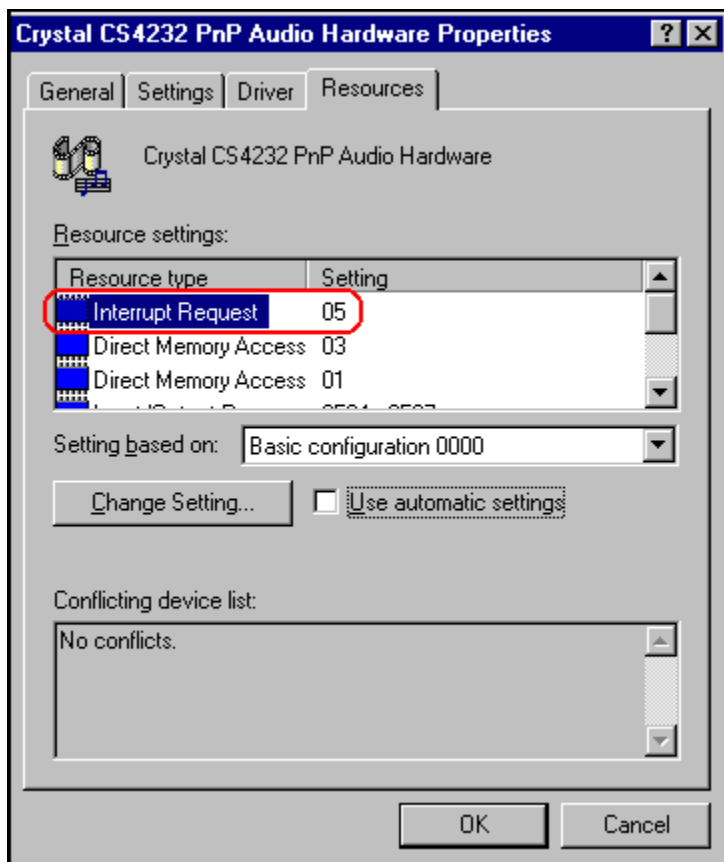 Crystal CS4232 PnP Audio Hardware Properties
General Settings Driver Resources
Crystal CS4232 PnP Audio Hardware
Resource settings:
Resource type Setting
Interrupt Request 05
Direct Memory Access 03
Direct Memory Access 01
Setting based on: Basic configuration 0000
Change Setting... Use automatic settings
Conflicting device list:
No conflicts.
OK Cancel